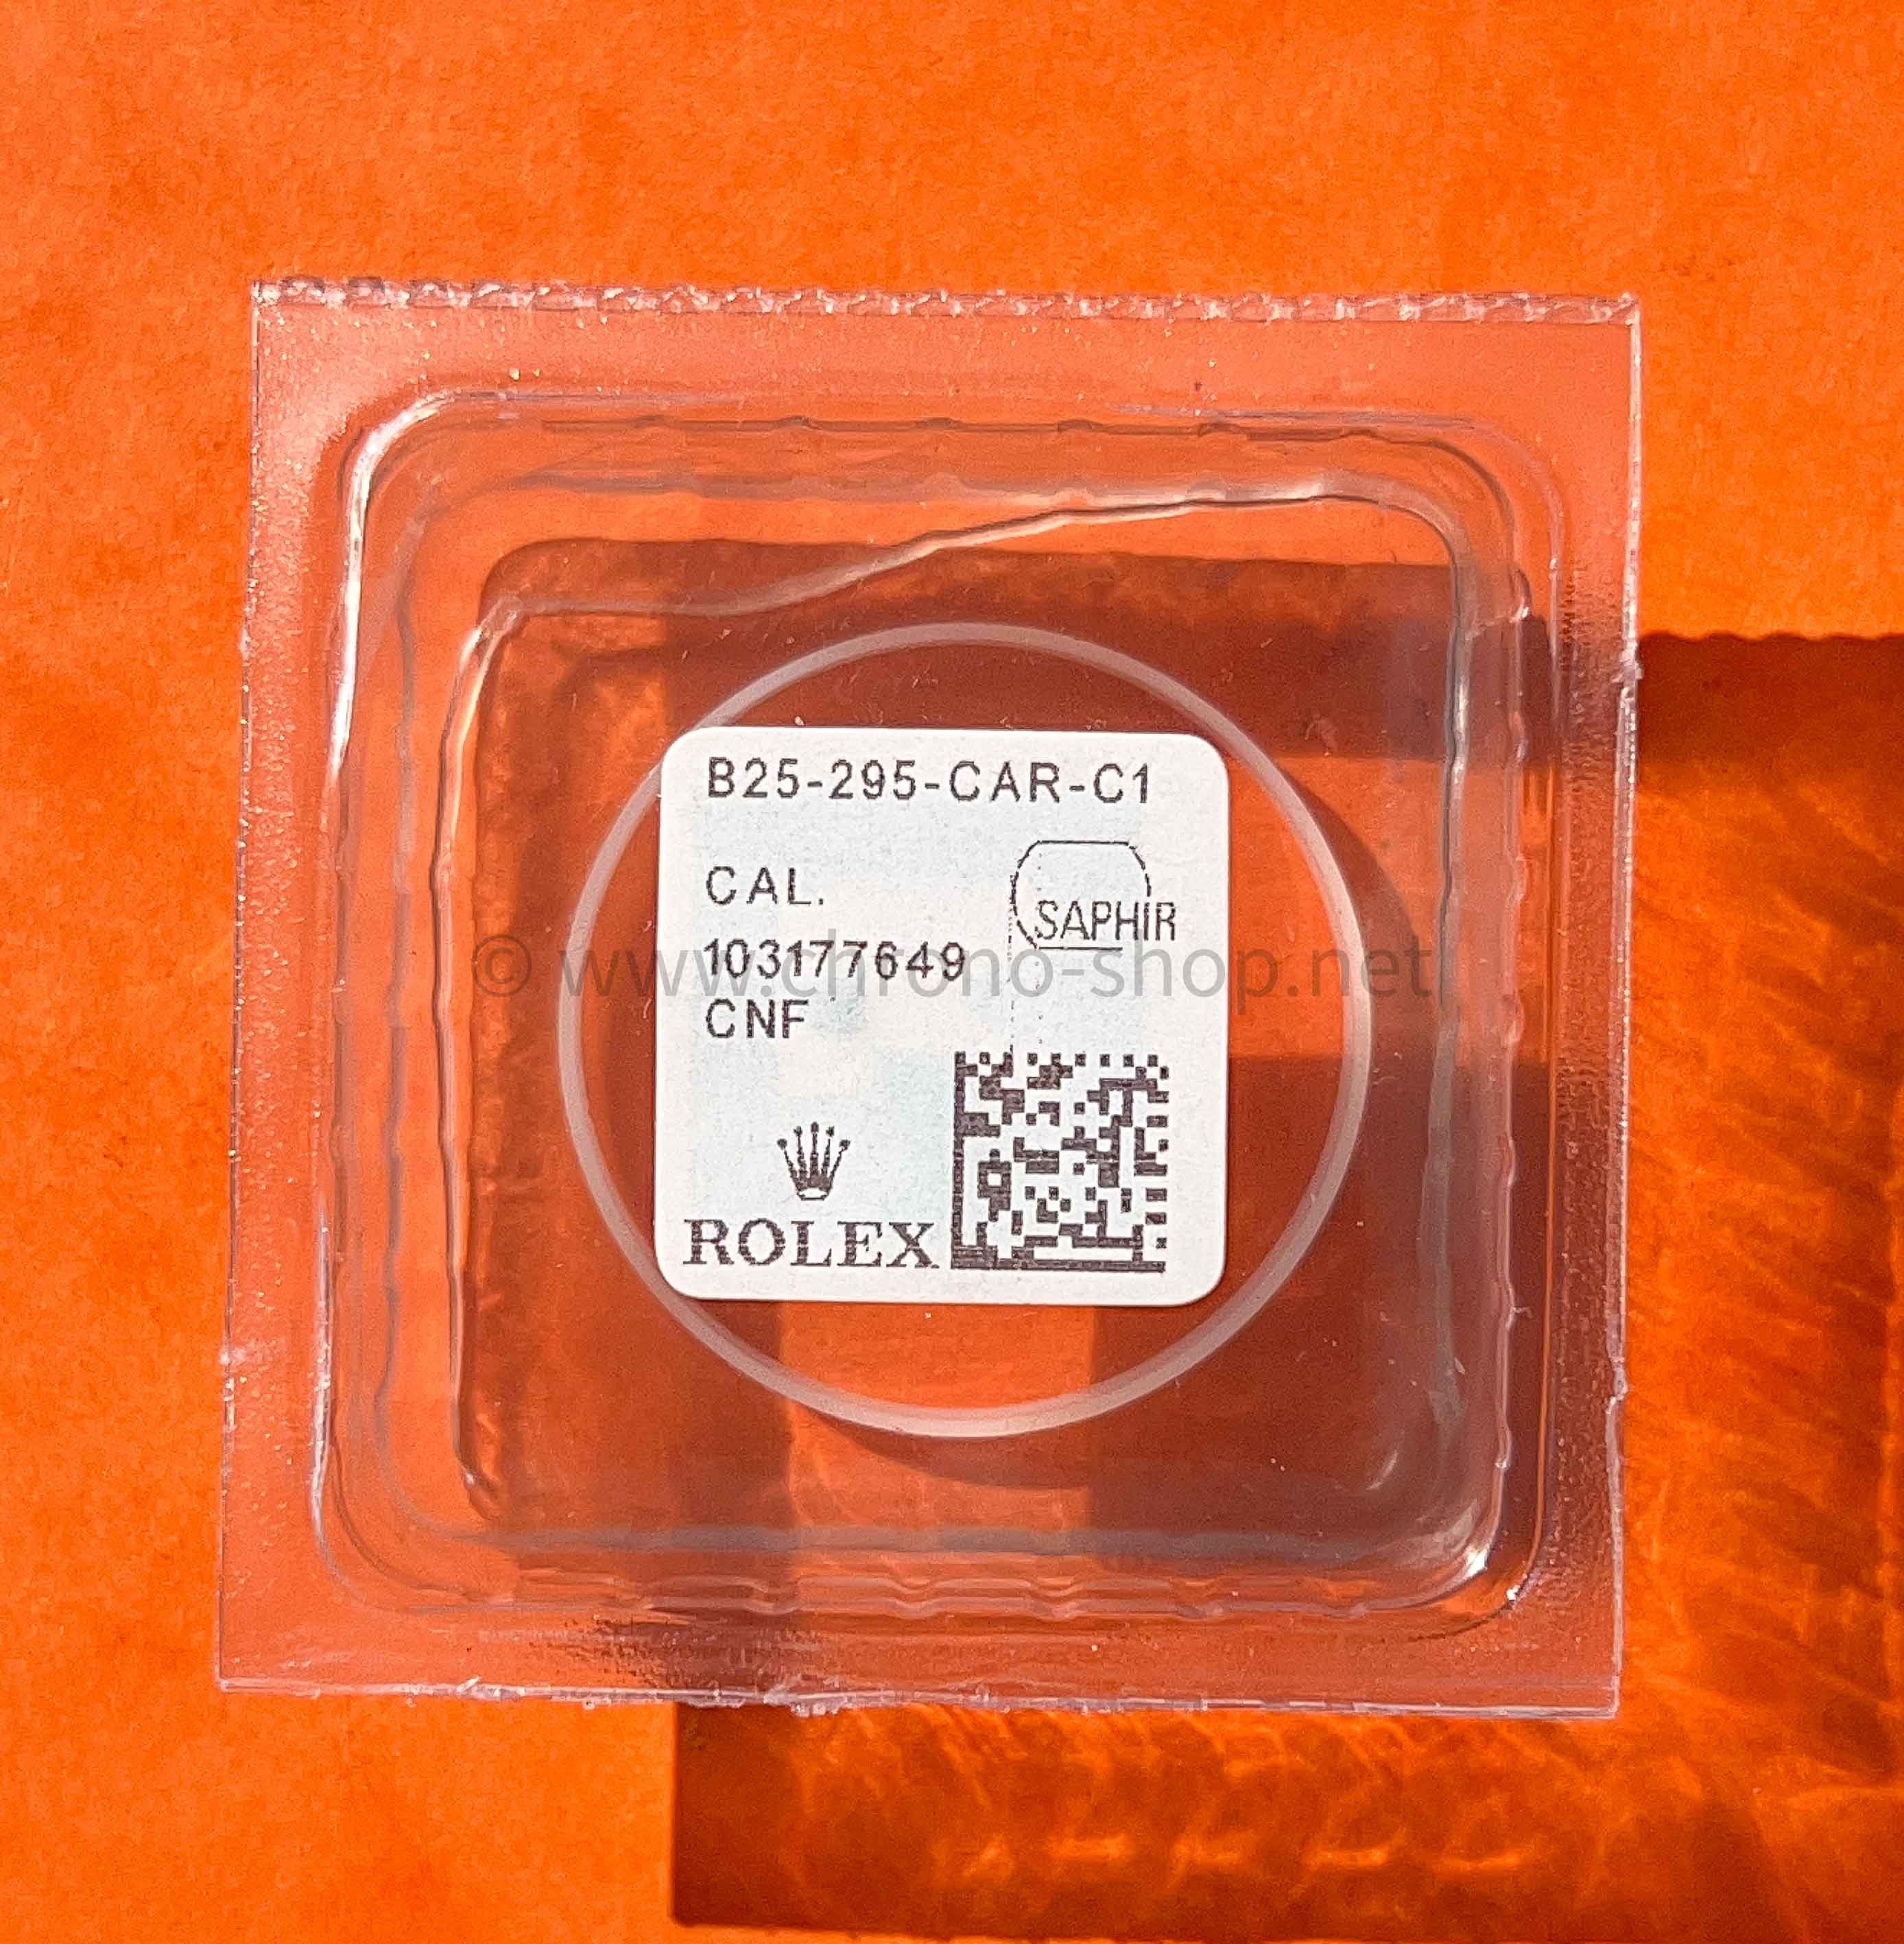 B25-295-CAR-C1
CAL.
SAPHIR
103177649
CNF
© www.chrono-shop.net
ROLEX